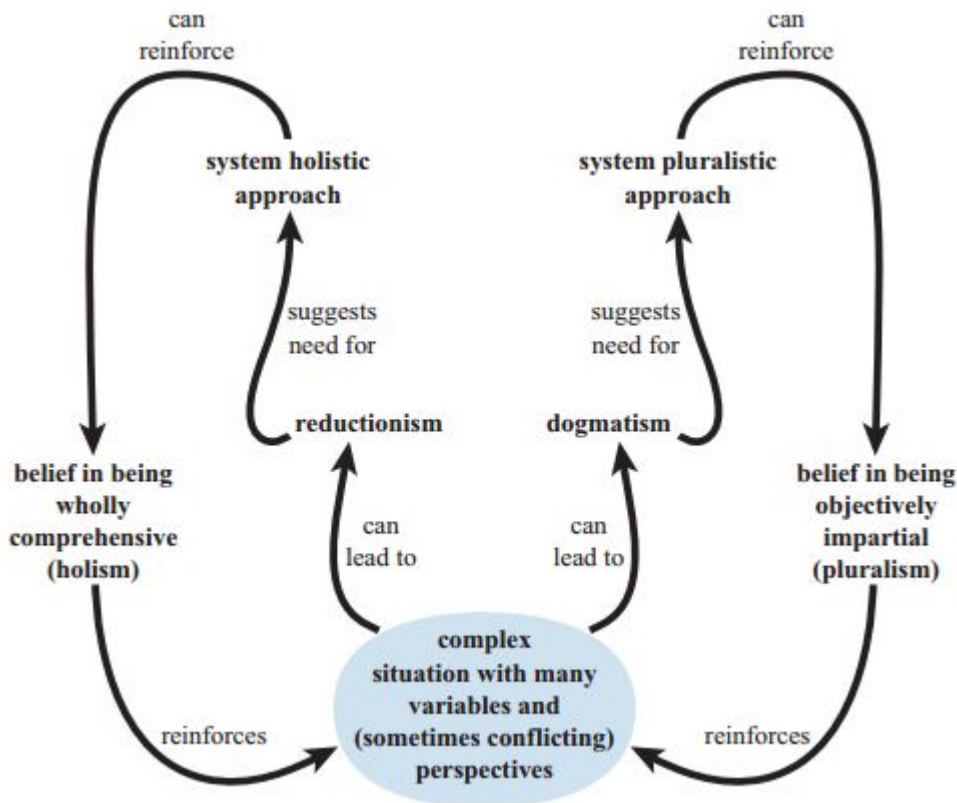 can
reinforce
can
reinforce
system holistic
approach
system pluralistic
approach
suggests
need for
suggests
need for
reductionism
dogmatism
belief in being
wholly
comprehensive
(holism)
belief in being
objectively
impartial
(pluralism)
can
lead to
can
lead to
complex
situation with many
variables and
(sometimes conflicting)
perspectives
reinforces
reinforces